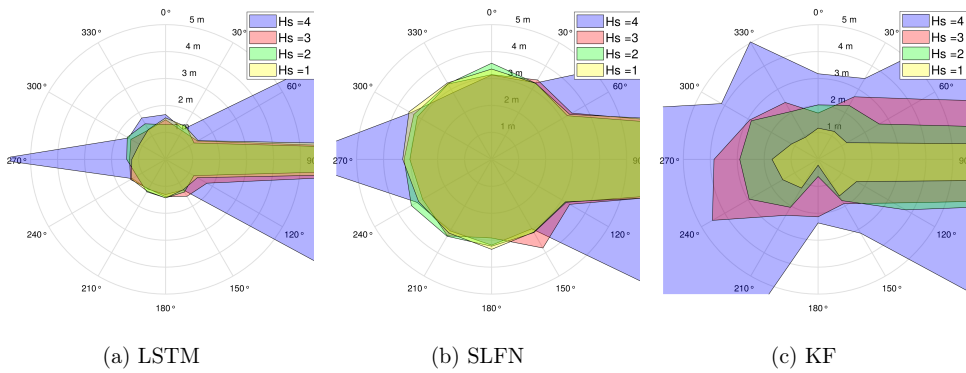 0°
5 m
330°
30°
4 m
Hs =4
Hs =3
Hs =2
Hs =1
300°
3 m
60°
2 m
1 m
270°
90
240°
120°
210°
150°
180°
(a) LSTM
0°
5 m
330°
30°
4 m
Hs =4
Hs =3
Hs =2
Hs =1
300°
3 m
60°
2 m
1 m
270°
90
240°
120°
210°
150°
180°
(b) SLFN
0°
5 m
330°
30°
4 m
Hs =4
Hs =3
Hs =2
Hs =1
300°
3 m
60°
2 m
1 m
270°
90
240°
120°
210°
150°
180°
(c) KF